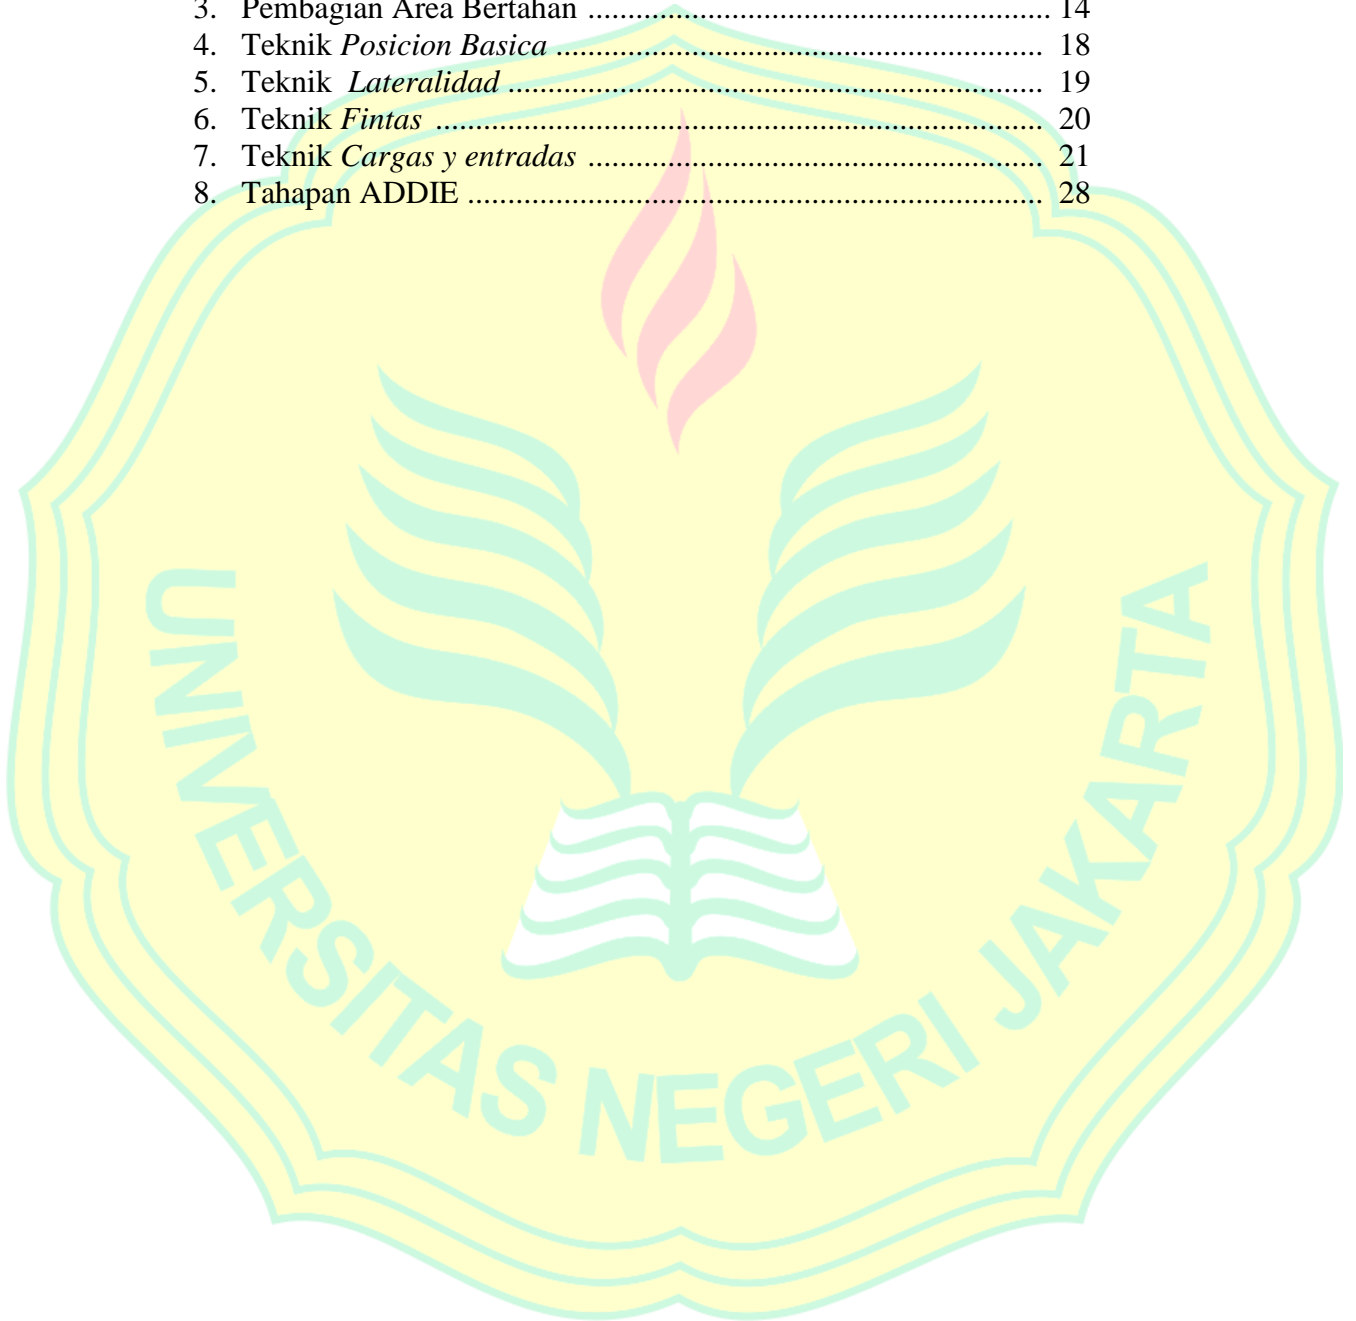 3. Pembagian Area Bertahan ........................................................ 14
4. Teknik Posicion Basica ........................................................... 18
5. Teknik Lateralidad ................................................................. 19
6. Teknik Fintas .......................................................................... 20
7. Teknik Cargas y entradas ....................................................... 21
8. Tahapan ADDIE ...................................................................... 28
UNIVERSITAS NEGERI JAKARTA